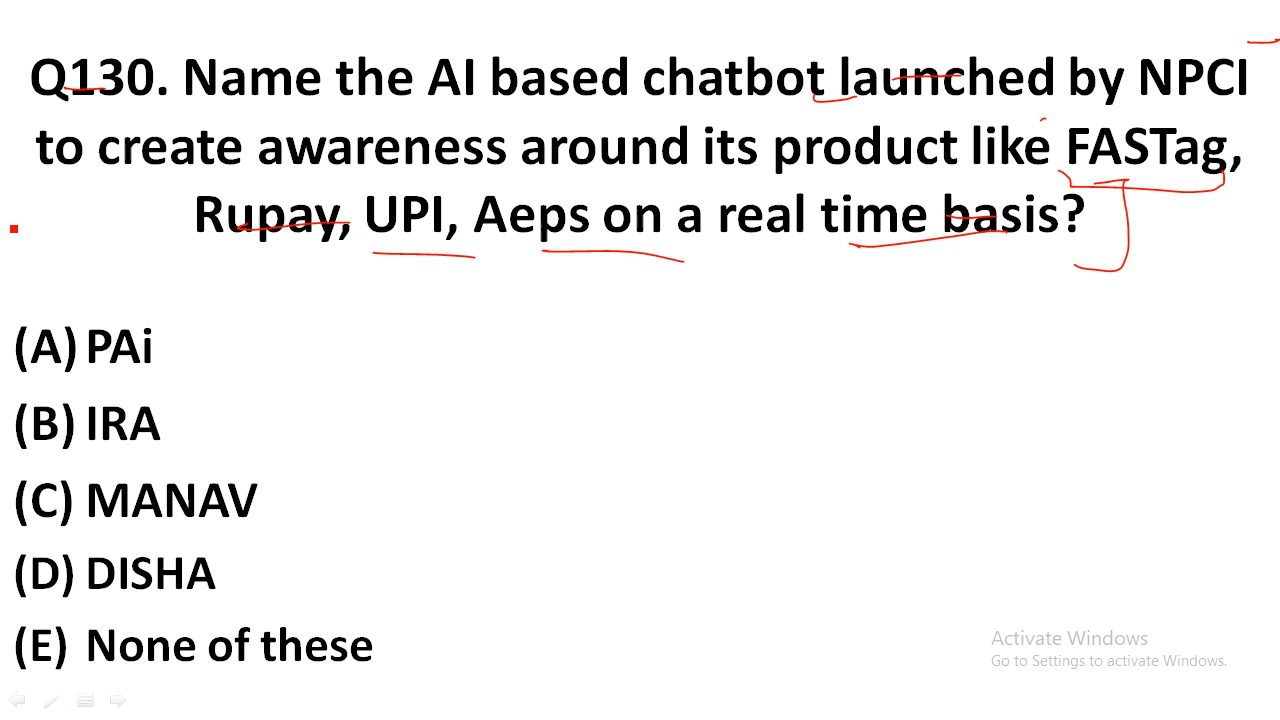 Q130. Name the AI based chatbot launched by NPCI
to create awareness around its product like FASTag,
Rupay, UPI, Aeps on a real time basis?
(A) PAi
(B) IRA
(C) MANAV
(D) DISHA
(E) None of these
Activate Windows
Go to Settings to activate Windows.